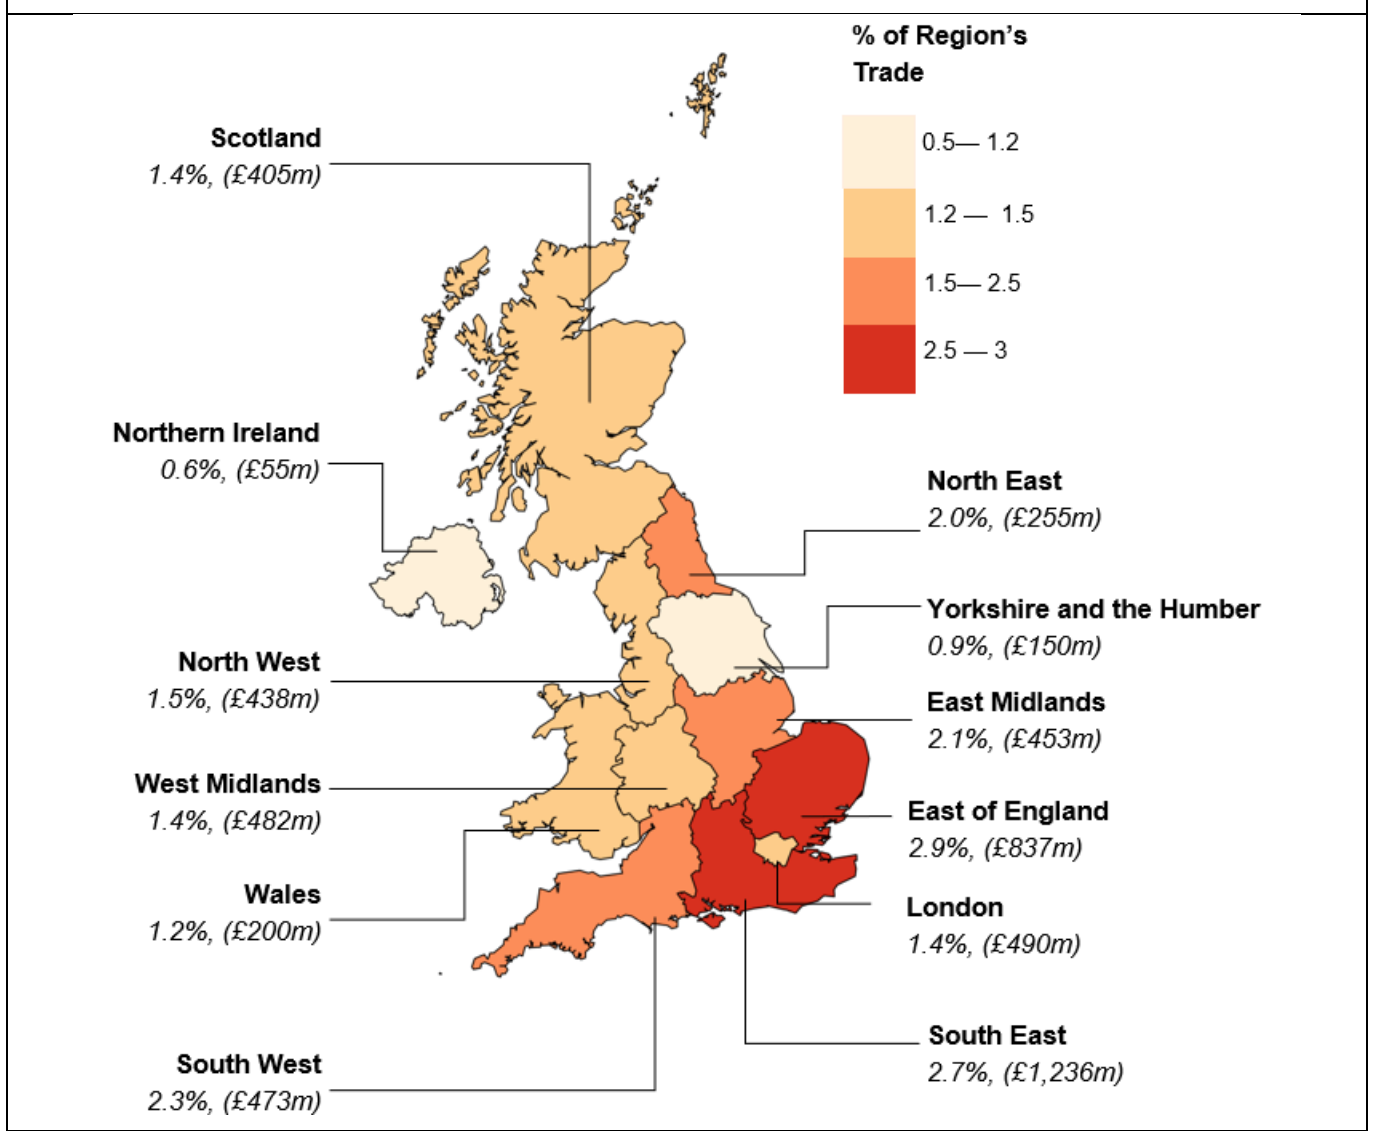 % of Region's
Trade
0.5— 1.2
1.2 — 1.5
1.5— 2.5
2.5 — 3
Scotland
1.4%, (£405m)
Northern Ireland
0.6%, (£55m)
North East
2.0%, (£255m)
Yorkshire and the Humber
0.9%, (£150m)
North West
1.5%, (£438m)
East Midlands
2.1%, (£453m)
West Midlands
1.4%, (£482m)
East of England
2.9%, (£837m)
Wales
1.2%, (£200m)
London
1.4%, (£490m)
South East
2.7%, (£1,236m)
South West
2.3%, (£473m)